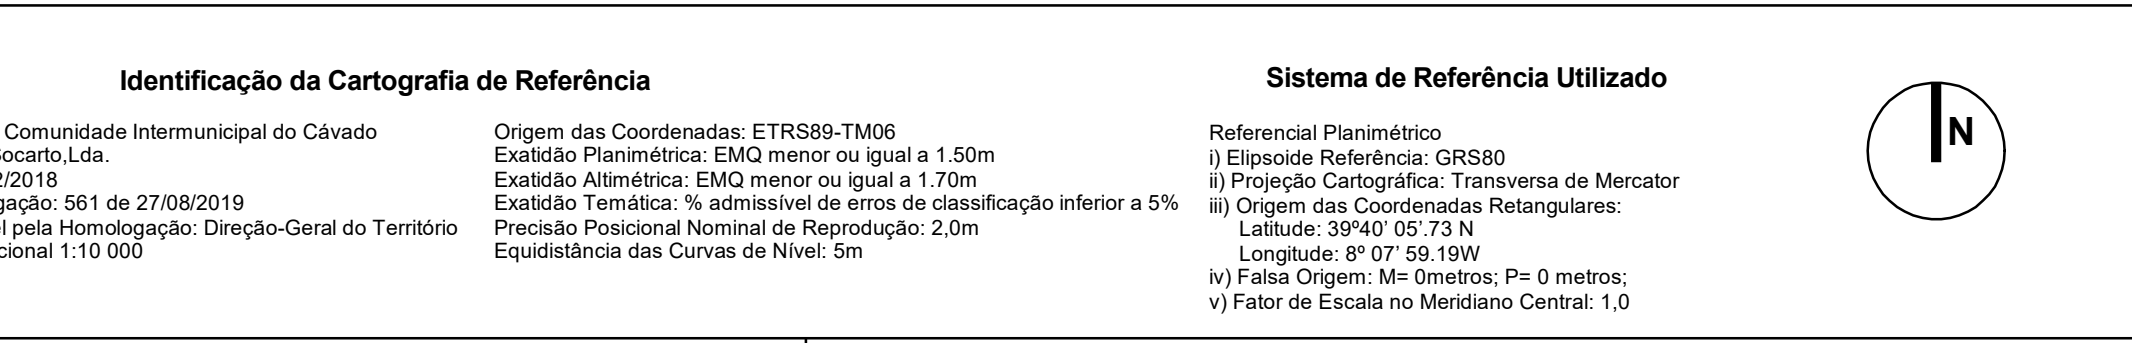 Identificação da Cartografia de Referência
Comunidade Intermunicipal do Cávado
ocarto,Lda.
2/2018
gação: 561 de 27/08/2019
l pela Homologação: Direção-Geral do Território
cional 1:10 000
Origem das Coordenadas: ETRS89-TM06
Exatidão Planimétrica: EMQ menor ou igual a 1.50m
Exatidão Altimétrica: EMQ menor ou igual a 1.70m
Exatidão Temática: % admissível de erros de classificação inferior a 5%
Precisão Posicional Nominal de Reprodução: 2,0m
Equidistância das Curvas de Nível: 5m
Sistema de Referência Utilizado
Referencial Planimétrico
i) Elipsoide Referência: GRS80
ii) Projeção Cartográfica: Transversa de Mercator
iii) Origem das Coordenadas Retangulares:
Latitude: 39º40' 05'.73 N
Longitude: 8º 07' 59.19W
iv) Falsa Origem: M= 0metros; P= 0 metros;
v) Fator de Escala no Meridiano Central: 1,0
N